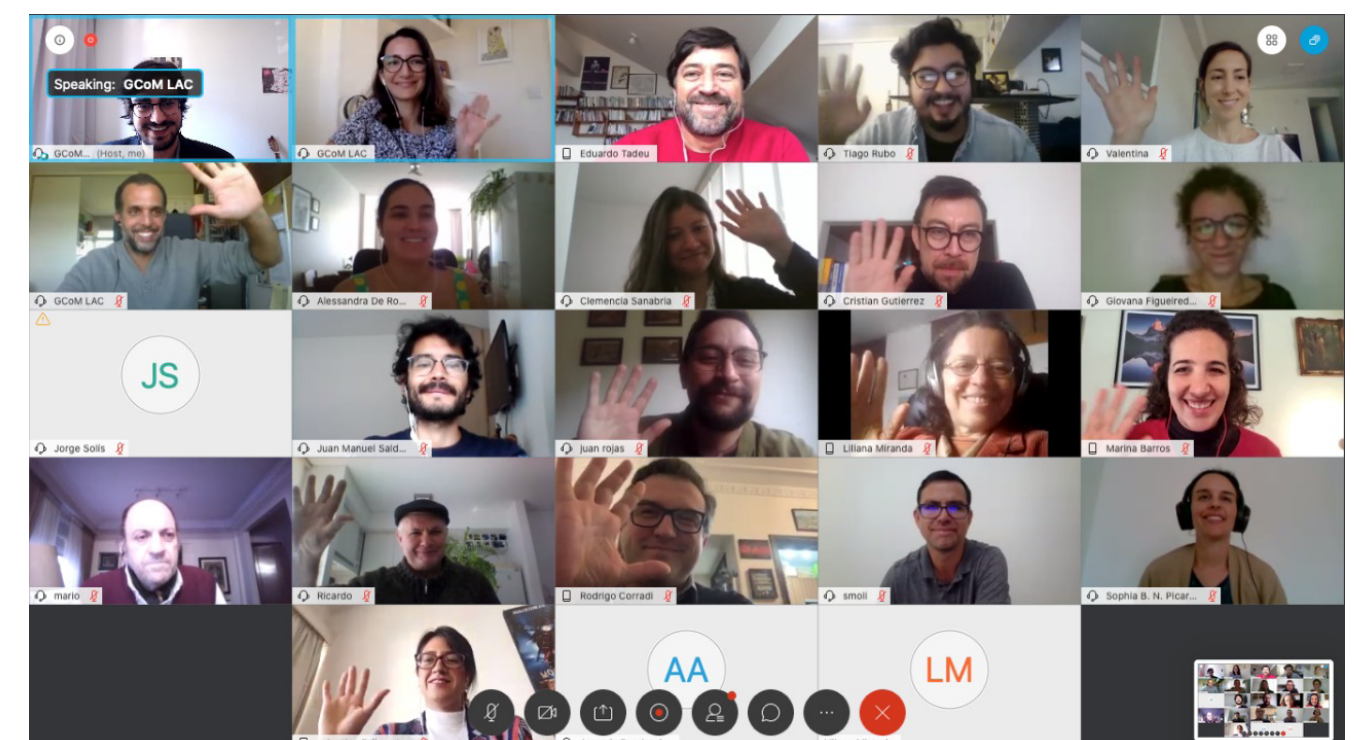 Speaking: GCoM LAC
GCoM... (Host, me)
GCoM LAC
Eduardo Tadeu
Tiago Rubo
Valentina
GCoM LAC
Alessandra De Ro...
Clemencia Sanabria
Cristian Gutierrez
Giovana Figueired...
JS
Jorge Solis
Juan Manuel Sald...
juan rojas
Liliana Miranda
Marina Barros
mario
Ricardo
Rodrigo Corradi
smoli
Sophia B. N. Picar...
AA
LM